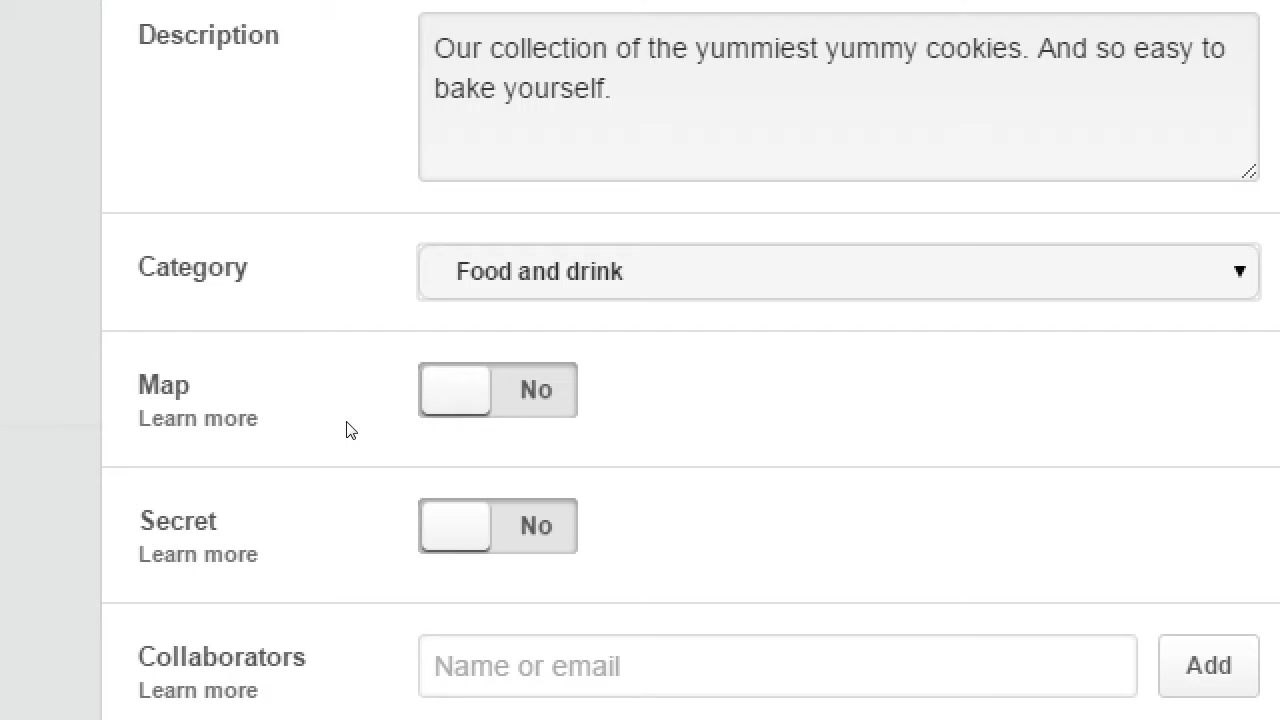 Description
Our collection of the yummiest yummy cookies. And so easy to
bake yourself.
Category
Food and drink
Map
Learn more
No
Secret
Learn more
No
Collaborators
Learn more
Name or email
Add